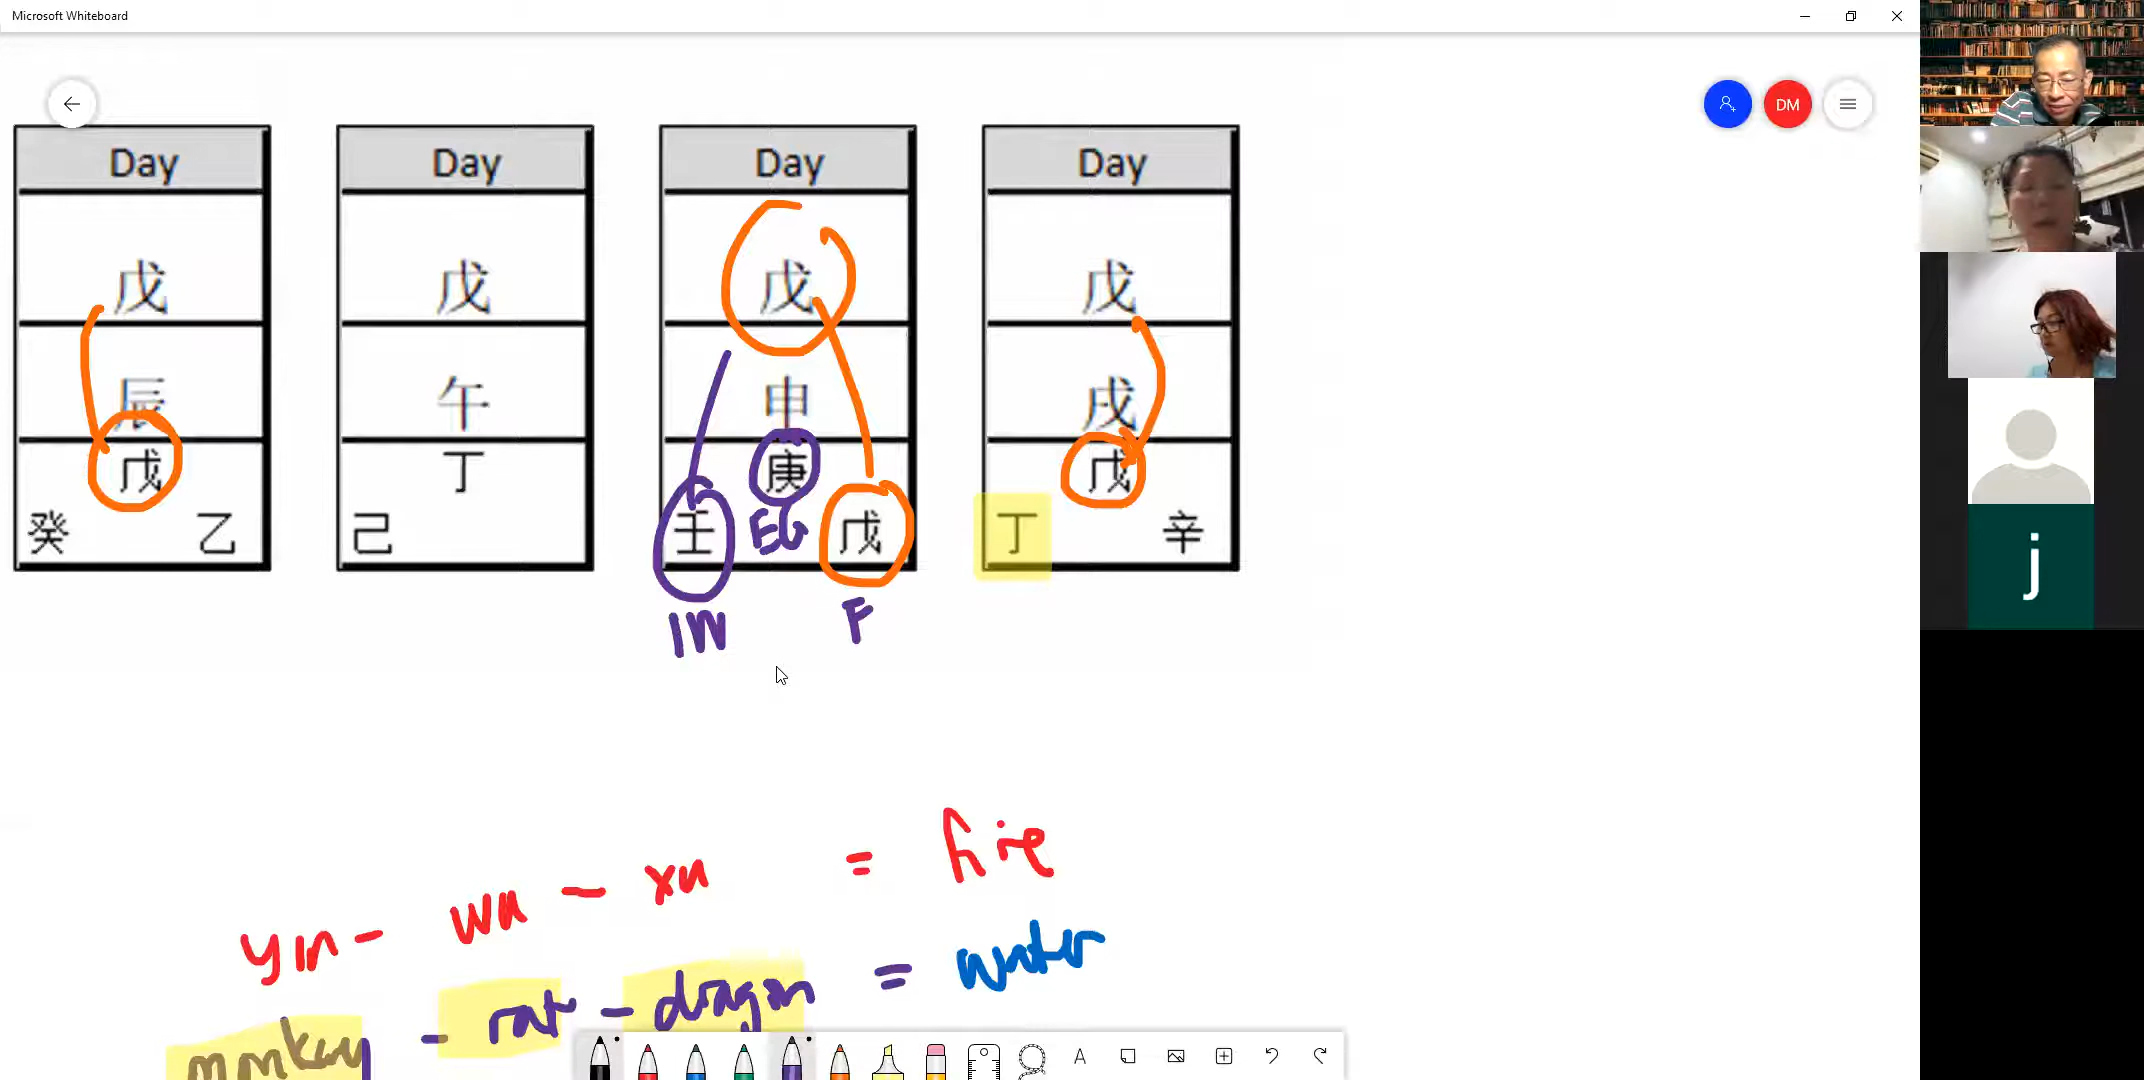 Microsoft Whiteboard
DM
Day Day Day Day
戊 戊 戊 戊
辰 午 申 戌
戊 丁 庚 戊
癸 乙 己 壬 EG 戊 丁 辛
IW F
yin - wu - xu = fire
monkey - rat - dragon = water
A
j